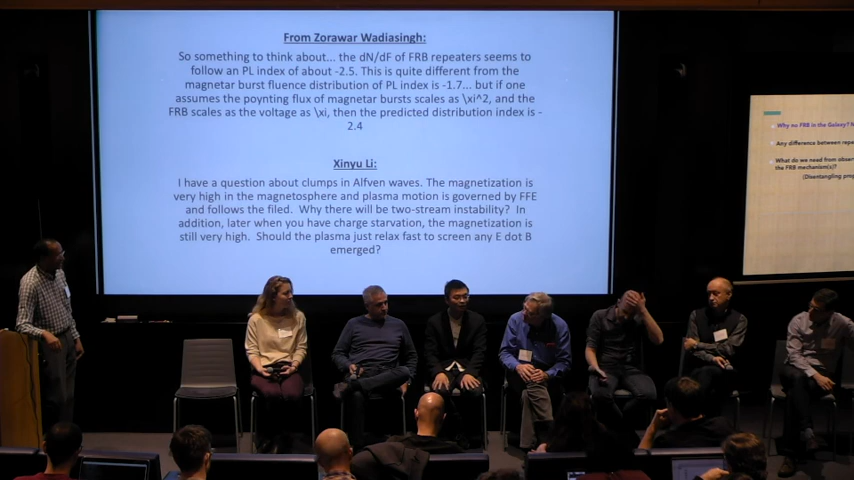 From Zorawar Wadiasingh:
So something to think about... the dN/dF of FRB repeaters seems to
follow an PL index of about -2.5. This is quite different from the
magnetar burst fluence distribution of PL index is -1.7... but if one
assumes the poynting flux of magnetar bursts scales as \xi^2, and the
FRB scales as the voltage as \xi, then the predicted distribution index is -
2.4
Xinyu Li:
I have a question about clumps in Alfven waves. The magnetization is
very high in the magnetosphere and plasma motion is governed by FFE
and follows the filed. Why there will be two-stream instability? In
addition, later when you have charge starvation, the magnetization is
still very high. Should the plasma just relax fast to screen any E dot B
emerged?
Why no FRB in the Galaxy?
Any difference between repe
What do we need from obser
the FRB mechanism(s)?
(Disentangling prop